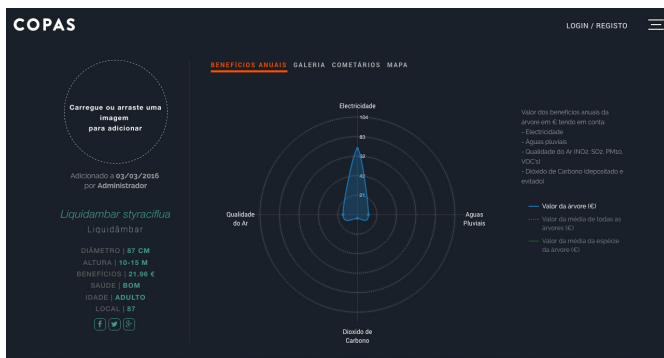 COPAS
LOGIN / REGISTO
BENEFÍCIOS ANUAIS GALERIA COMETÁRIOS MAPA
Carregue ou arraste uma
imagem
para adicionar
Adicionado a 03/03/2016
por Administrador
Liquidambar styraciflua
Liquidâmbar
DIÂMETRO | 87 CM
ALTURA | 10-15 M
BENEFÍCIOS | 21.96 €
SAÚDE | BOM
IDADE | ADULTO
LOCAL | 87
Electricidade
104
83
42
21
Qualidade
do Ar
Aguas
Pluviais
Dioxido de
Carbono
Valor dos benefícios anuais da
árvore em € tendo em conta:
- Electricidade
- Águas pluviais
- Qualidade do Ar (NO2, SO2, PM10,
VOC's)
- Dióxido de Carbono (depositado e
evitado)
Valor da árvore (€)
Valor da média de todas as
árvores (€)
Valor da média da espécie
da árvore (€)